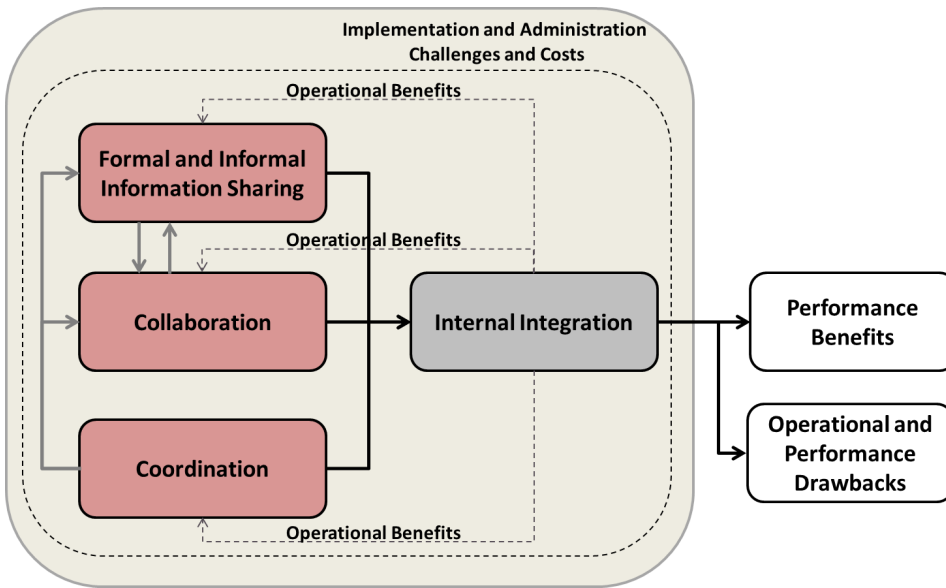 Implementation and Administration
Challenges and Costs
Operational Benefits
Formal and Informal
Information Sharing
Operational Benefits
Collaboration
Internal Integration
Performance
Benefits
Coordination
Operational and
Performance
Drawbacks
Operational Benefits